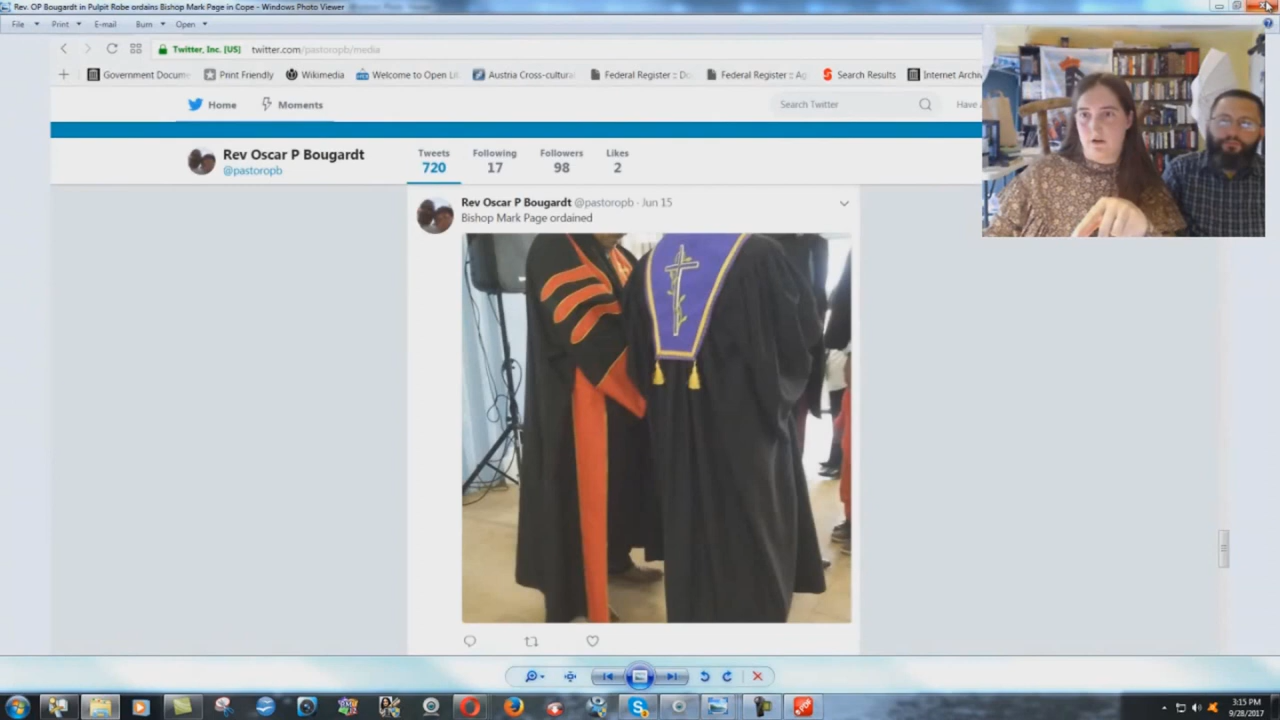 Rev. OP Bougardt in Pulpit Robe ordains Bishop Mark Page in Cope - Windows Photo Viewer
File Print E-mail Burn Open
Twitter, Inc. [US] twitter.com/pastoropb/media
Government Docum Print Friendly Wikimedia Welcome to Open Li Austria Cross-cultura Federal Register :: Do Federal Register :: Ag Search Results Internet Archiv
Home Moments Search Twitter Have
Rev Oscar P Bougardt
@pastoropb
Tweets Following Followers Likes
720 17 98 2
Rev Oscar P Bougardt @pastoropb · Jun 15
Bishop Mark Page ordained
3:15 PM
9/28/2017